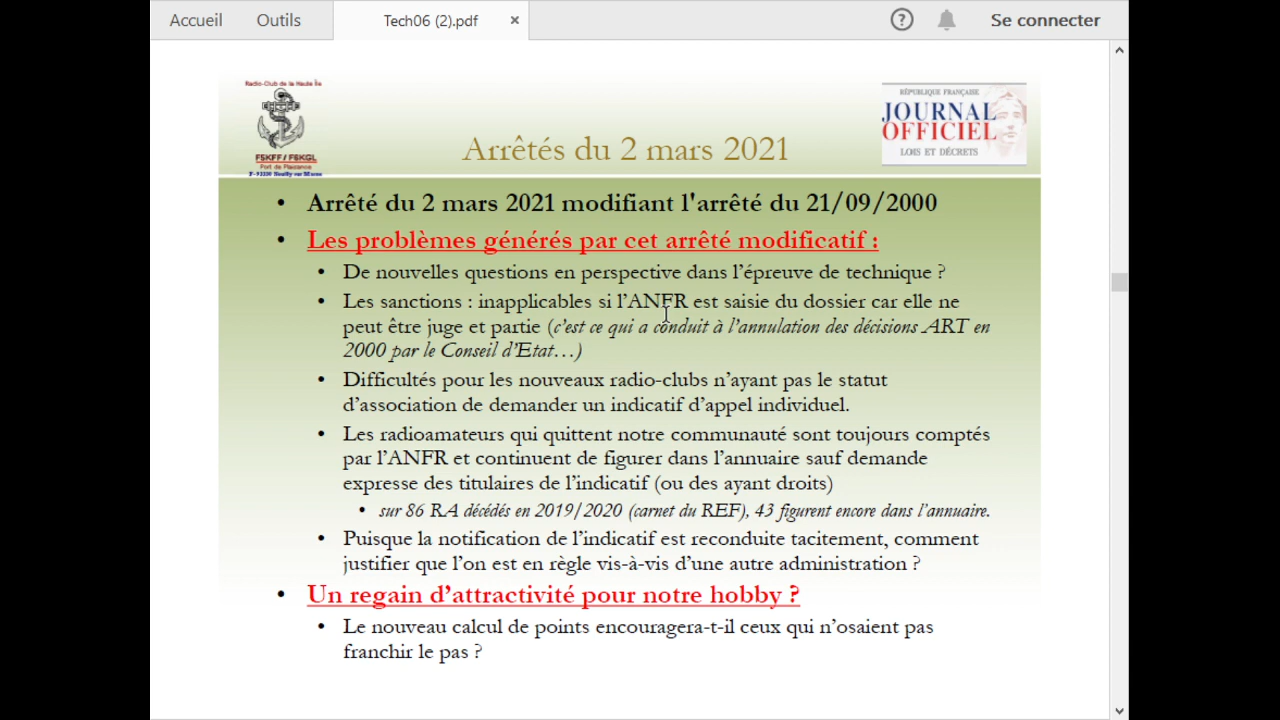 Accueil Outils Tech06 (2).pdf × ? Se connecter
Radio-Club de la Haute Île
F5KFF / F6KGL
Port de Plaisance
F-93330 Neuilly sur Marne
RÉPUBLIQUE FRANÇAISE
JOURNAL
OFFICIEL
LOIS ET DÉCRETS
Arrêtés du 2 mars 2021
• Arrêté du 2 mars 2021 modifiant l'arrêté du 21/09/2000
• Les problèmes générés par cet arrêté modificatif :
• De nouvelles questions en perspective dans l’épreuve de technique ?
• Les sanctions : inapplicables si l’ANFR est saisie du dossier car elle ne
peut être juge et partie (c’est ce qui a conduit à l’annulation des décisions ART en
2000 par le Conseil d’Etat…)
• Difficultés pour les nouveaux radio-clubs n’ayant pas le statut
d’association de demander un indicatif d’appel individuel.
• Les radioamateurs qui quittent notre communauté sont toujours comptés
par l’ANFR et continuent de figurer dans l’annuaire sauf demande
expresse des titulaires de l’indicatif (ou des ayant droits)
• sur 86 RA décédés en 2019/2020 (carnet du REF), 43 figurent encore dans l’annuaire.
• Puisque la notification de l’indicatif est reconduite tacitement, comment
justifier que l’on est en règle vis-à-vis d’une autre administration ?
• Un regain d’attractivité pour notre hobby ?
• Le nouveau calcul de points encouragera-t-il ceux qui n’osaient pas
franchir le pas ?